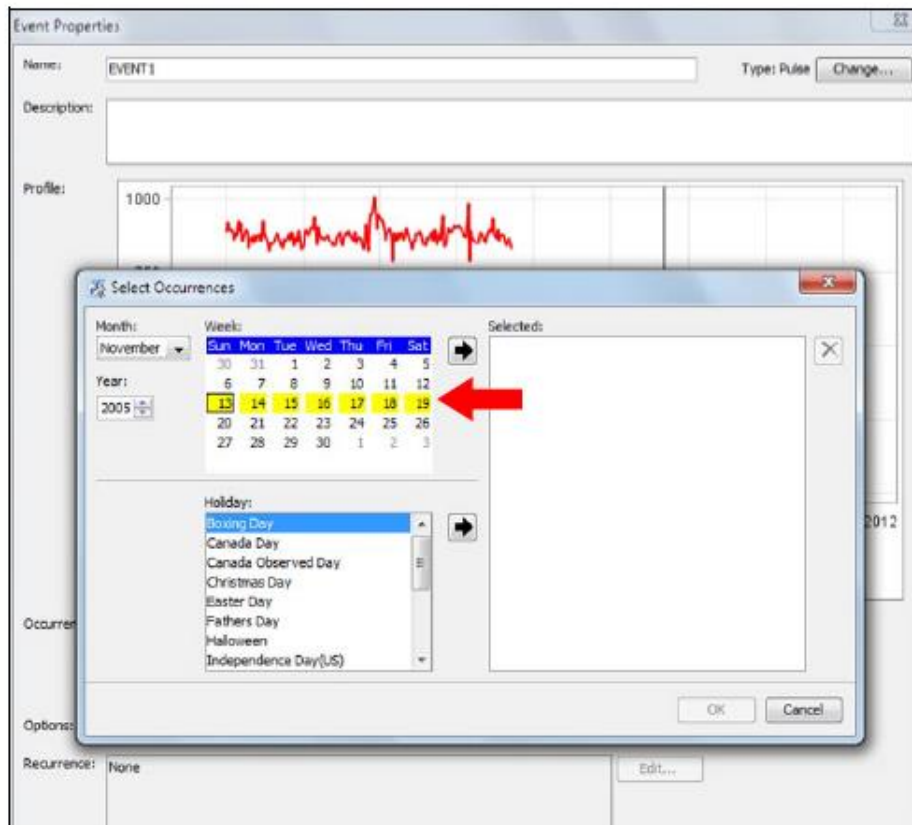 Event Properties
Name:
EVENT1
Type: Pulse
Change...
Description:
Profile:
1000
Select Occurrences
Month:
November
Year:
2005
Week:
Sun Mon Tue Wed Thu Fri Sat
30 31 1 2 3 4 5
6 7 8 9 10 11 12
13 14 15 16 17 18 19
20 21 22 23 24 25 26
27 28 29 30 1 2 3
Selected:
Holiday:
Boxing Day
Canada Day
Canada Observed Day
Christmas Day
Easter Day
Fathers Day
Halloween
Independence Day(US)
2012
OK
Cancel
Occurren
Options:
Recurrence:
None
Edit...